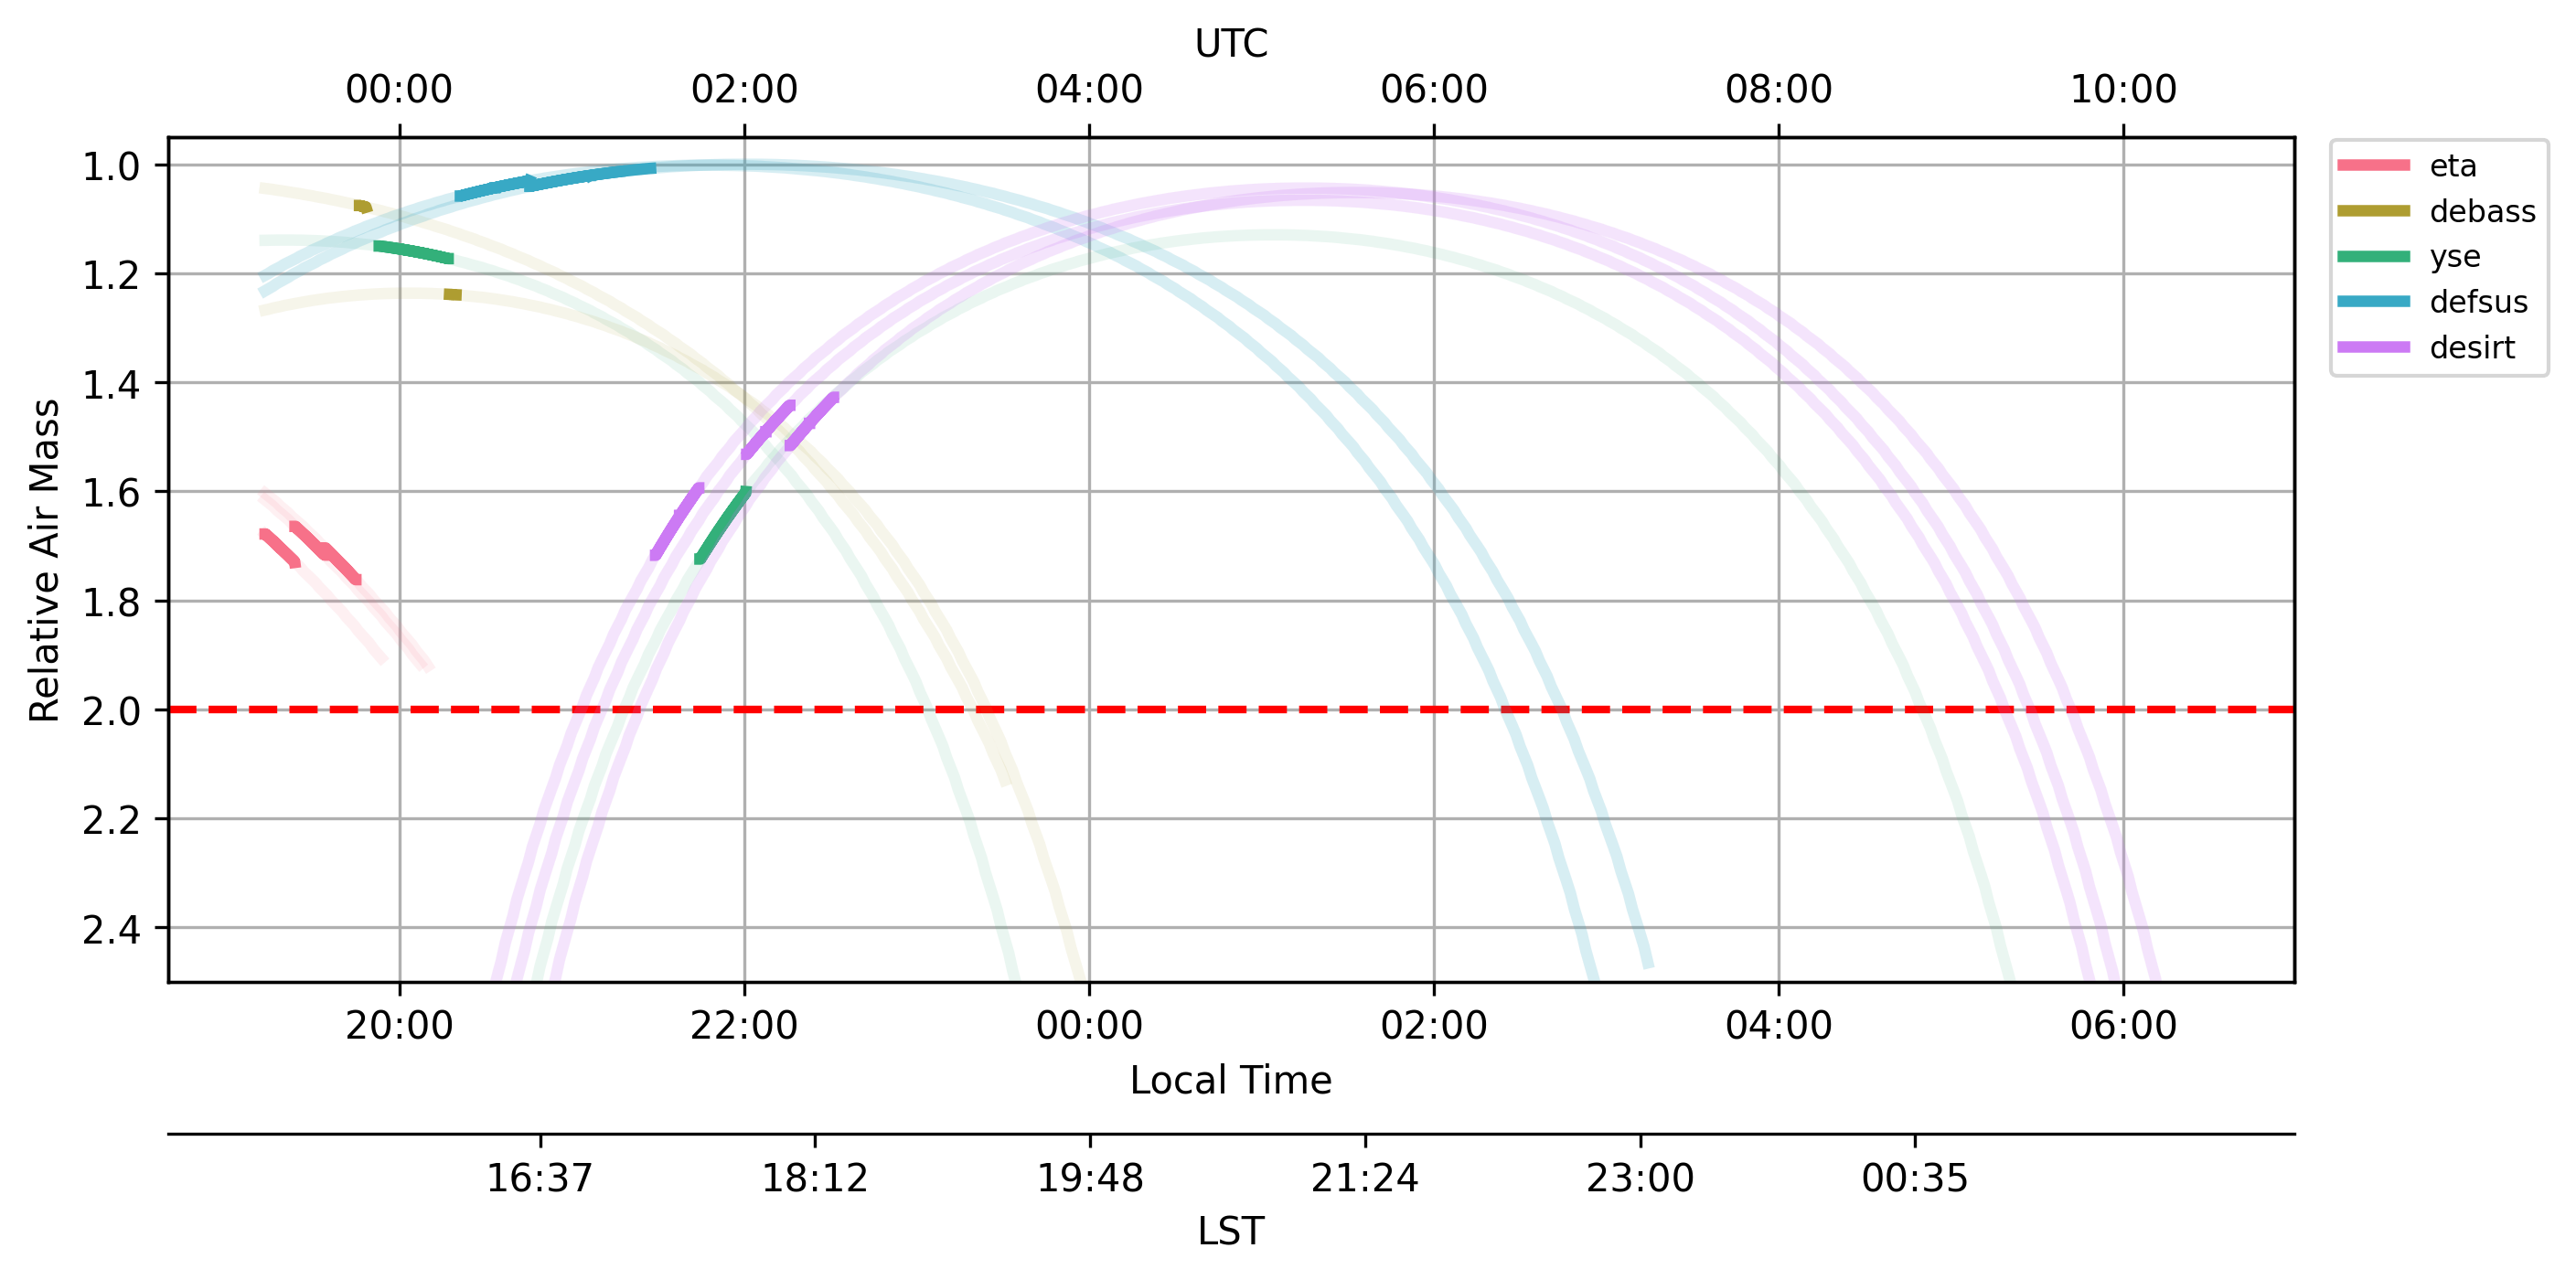 UTC
00:00 02:00 04:00 06:00 08:00 10:00
Relative Air Mass
1.0
1.2
1.4
1.6
1.8
2.0
2.2
2.4
eta
debass
yse
defsus
desirt
20:00 22:00 00:00 02:00 04:00 06:00
Local Time
16:37 18:12 19:48 21:24 23:00 00:35
LST